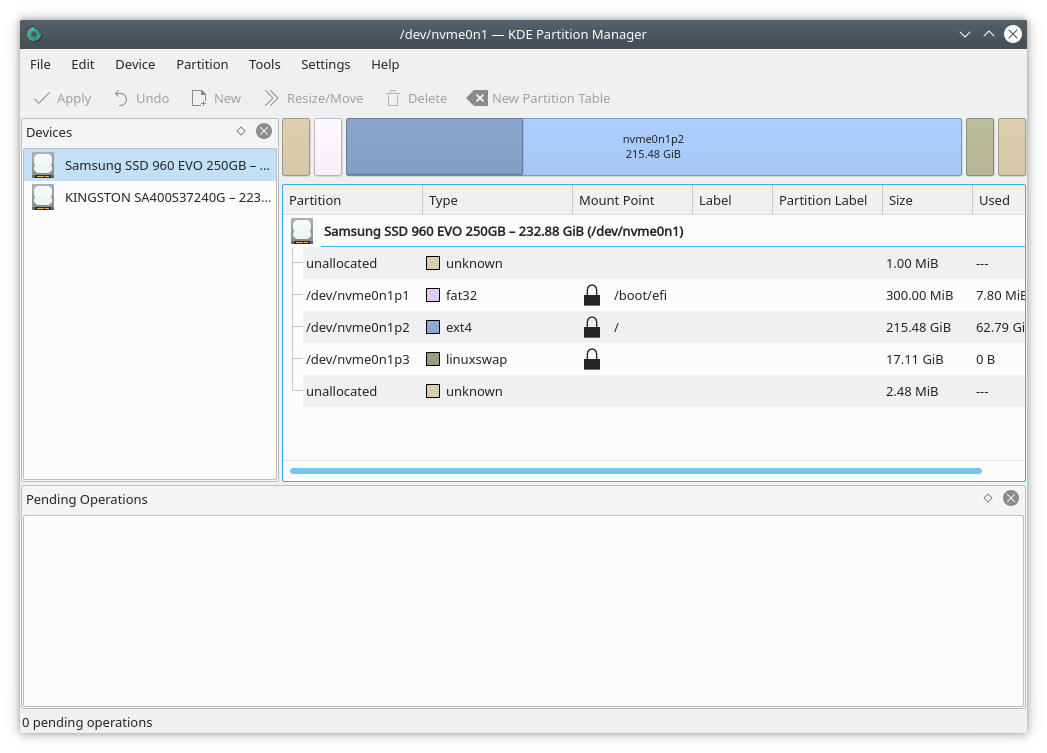 /dev/nvme0n1 — KDE Partition Manager
File Edit Device Partition Tools Settings Help
Apply Undo New Resize/Move Delete New Partition Table
Devices
Samsung SSD 960 EVO 250GB – ...
KINGSTON SA400S37240G – 223...
nvme0n1p2
215.48 GiB
Partition Type Mount Point Label Partition Label Size Used
Samsung SSD 960 EVO 250GB – 232.88 GiB (/dev/nvme0n1)
unallocated unknown 1.00 MiB ---
/dev/nvme0n1p1 fat32 /boot/efi 300.00 MiB 7.80 MiB
/dev/nvme0n1p2 ext4 / 215.48 GiB 62.79 Gi
/dev/nvme0n1p3 linuxswap 17.11 GiB 0 B
unallocated unknown 2.48 MiB ---
Pending Operations
0 pending operations